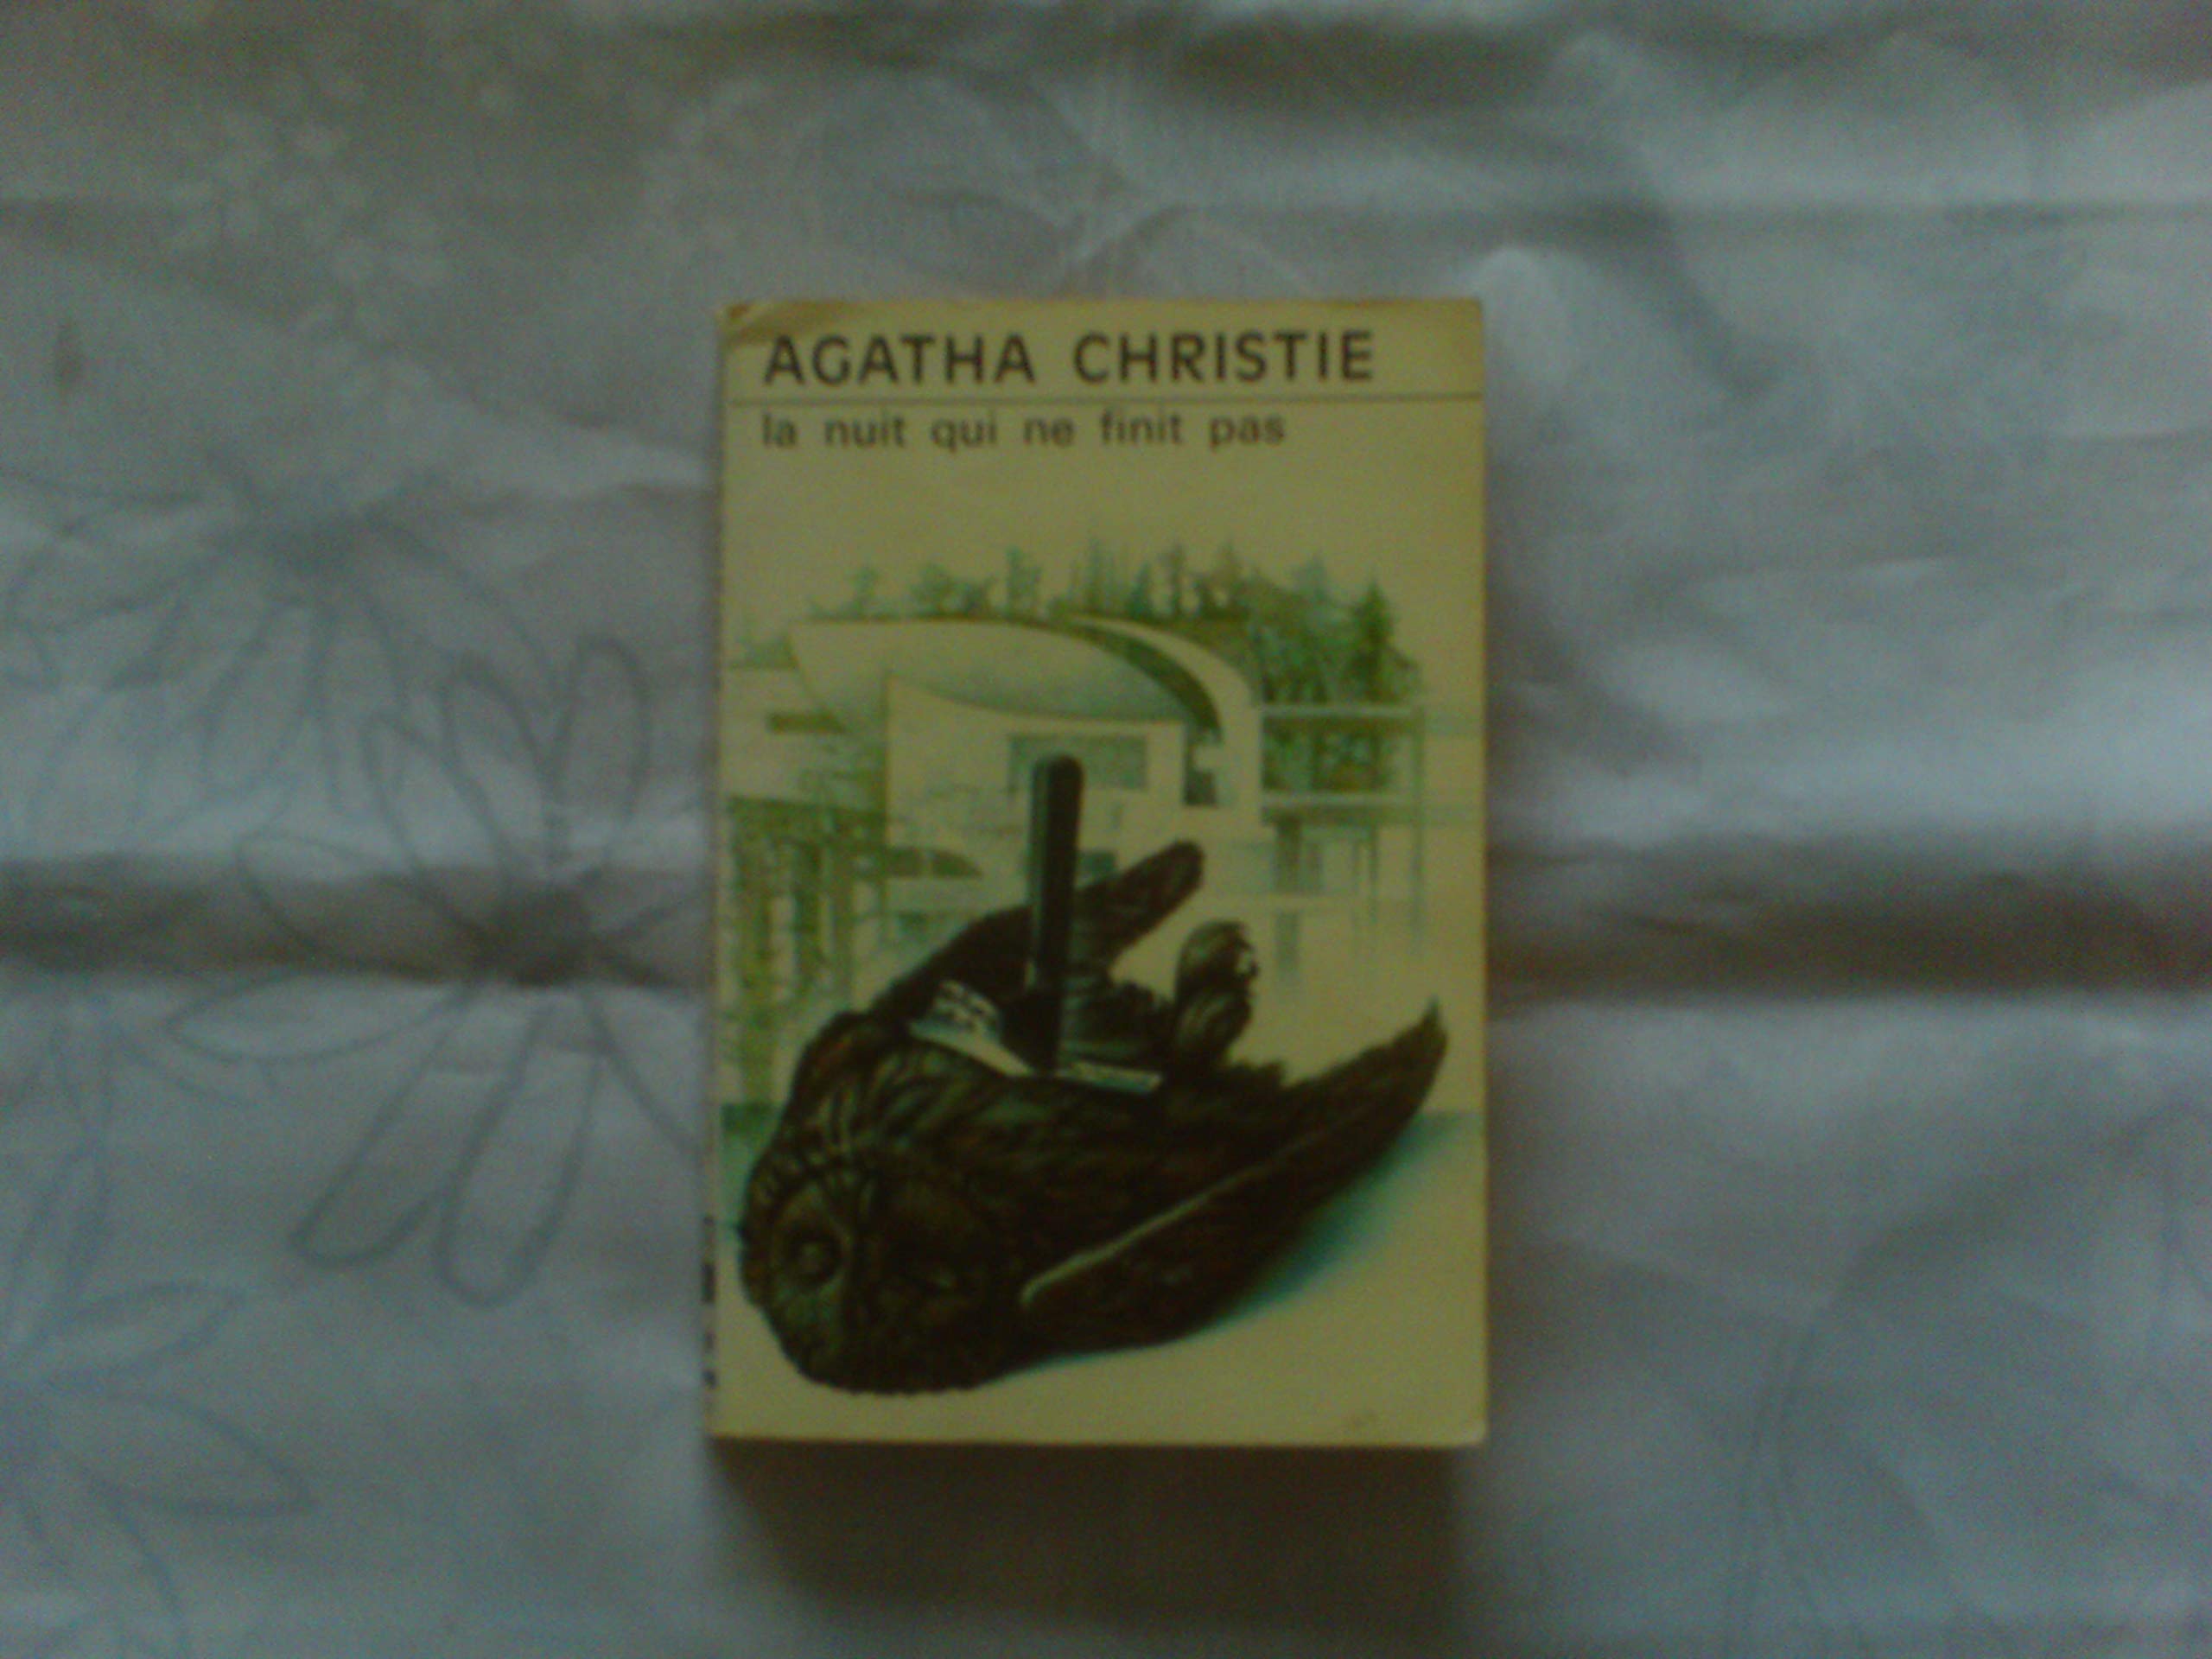 AGATHA CHRISTIE
la nuit qui ne finit pas